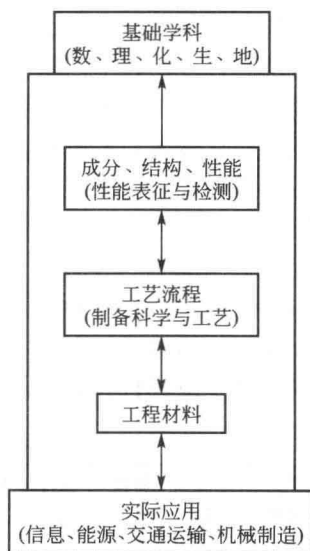 基础学科
(数、理、化、生、地)
成分、结构、性能
(性能表征与检测)
工艺流程
(制备科学与工艺)
工程材料
实际应用
(信息、能源、交通运输、机械制造)